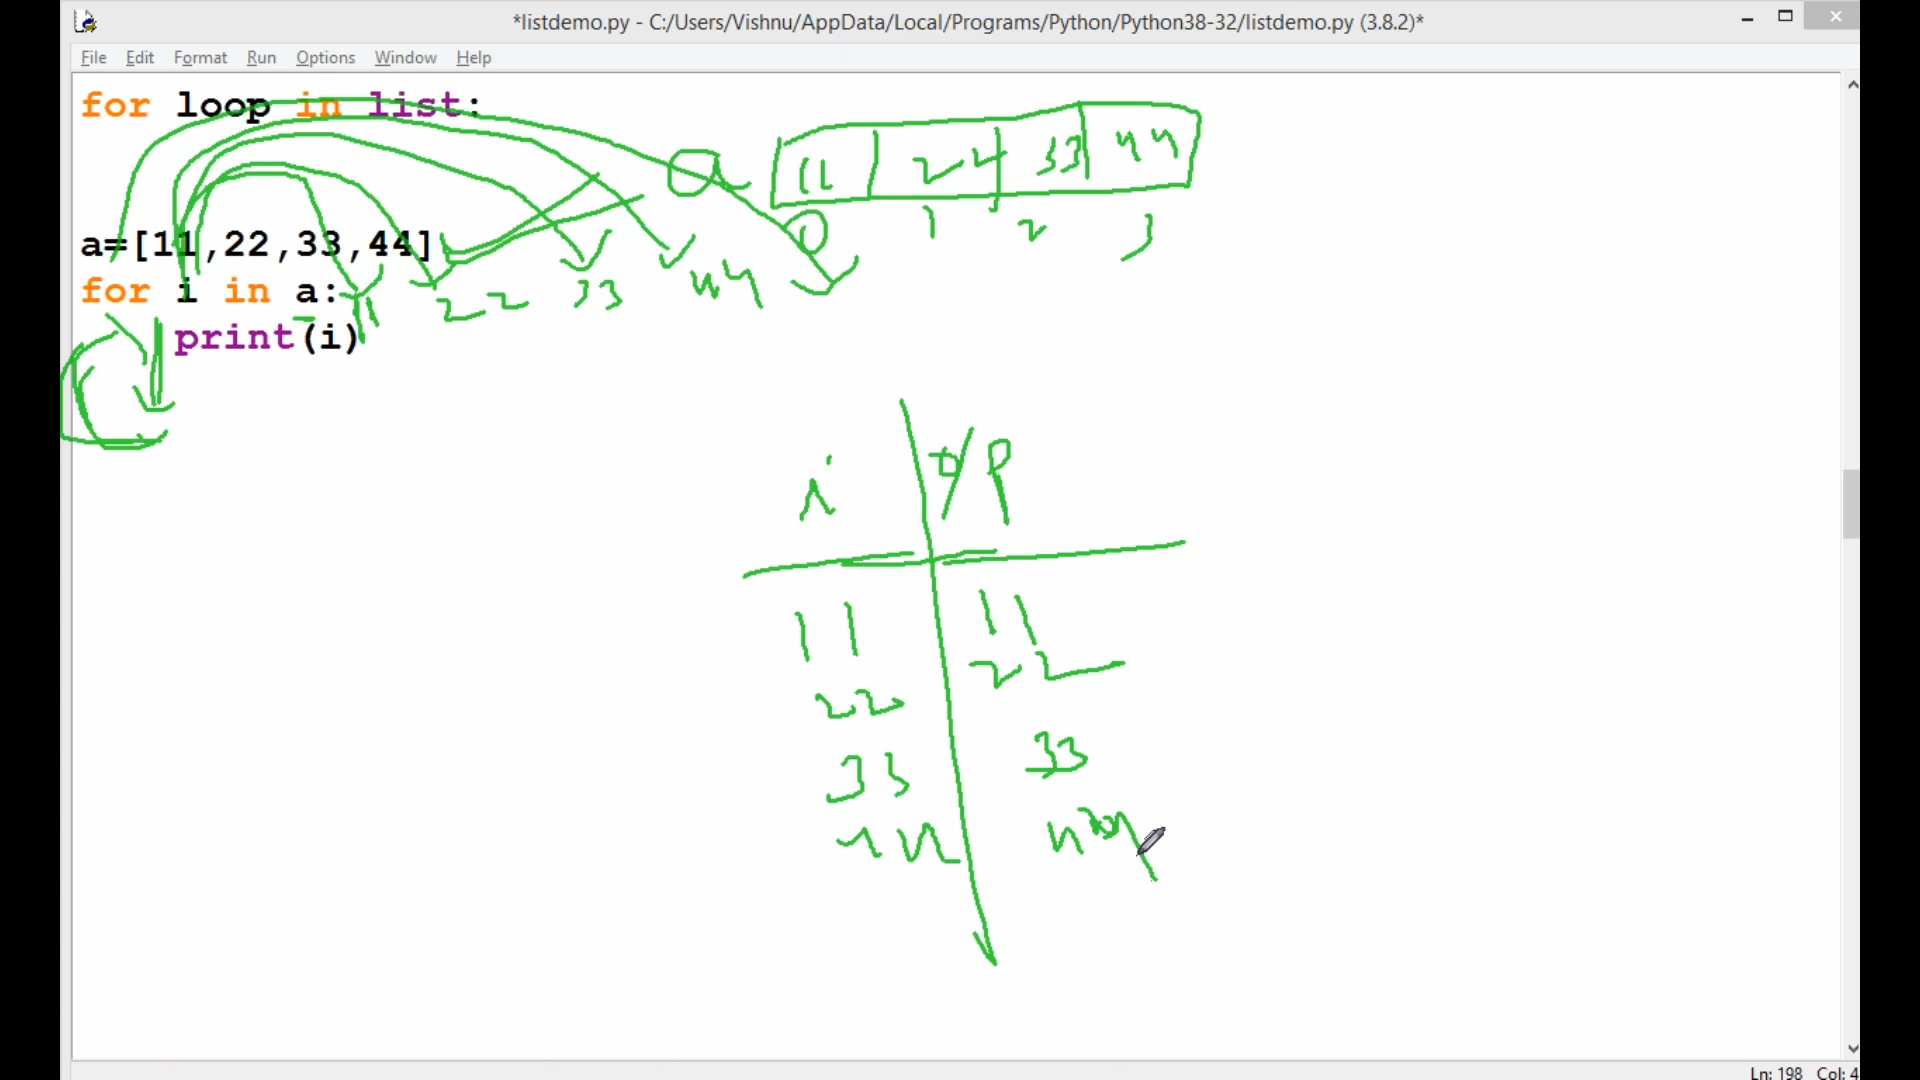 *listdemo.py - C:/Users/Vishnu/AppData/Local/Programs/Python/Python38-32/listdemo.py (3.8.2)*
File Edit Format Run Options Window Help
for loop in list:
a 11 24 33 44
0 1 2 3
a=[11,22,33,44]
for i in a: 11 22 33 44
print(i)
i O/P
11 11
22 22
33 33
44 44
Ln: 198 Col: 4